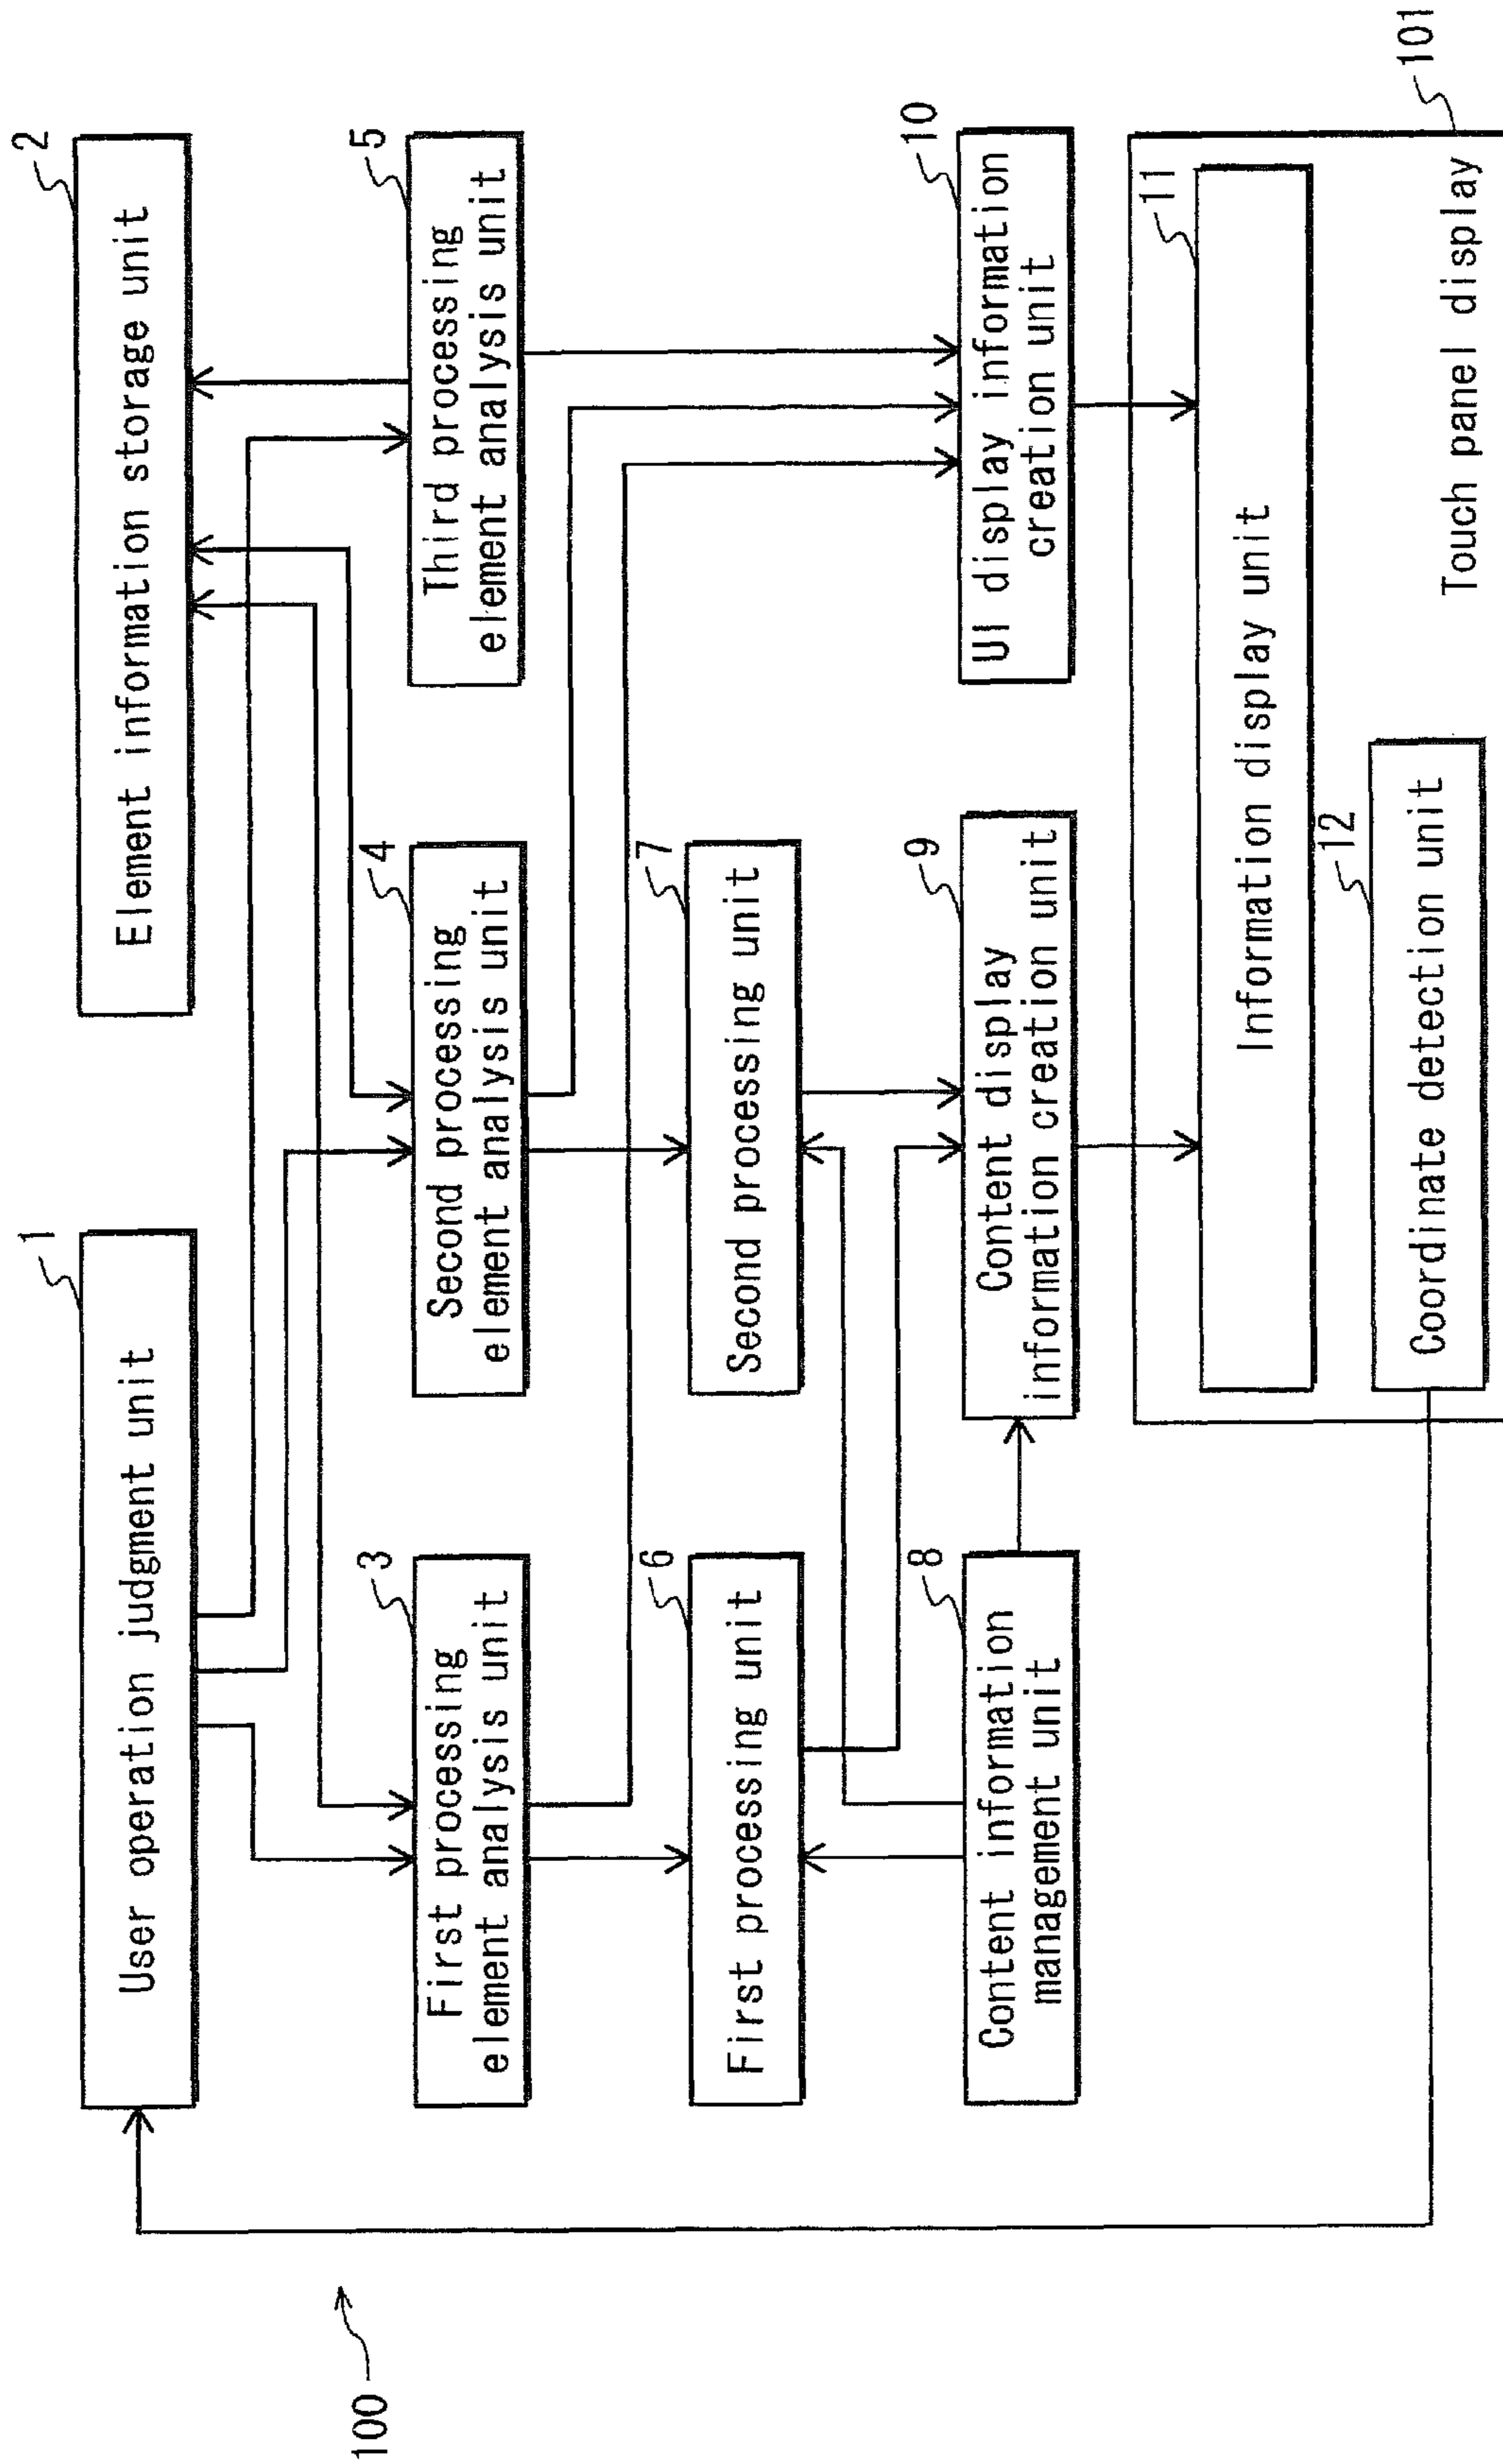 100
1
User operation judgment unit
2
Element information storage unit
3
First processing
element analysis unit
4
Second processing
element analysis unit
5
Third processing
element analysis unit
6
First processing unit
7
Second processing unit
8
Content information
management unit
9
Content display
information creation unit
10
UI display information
creation unit
11
Information display unit
12
Coordinate detection unit
Touch panel display
101